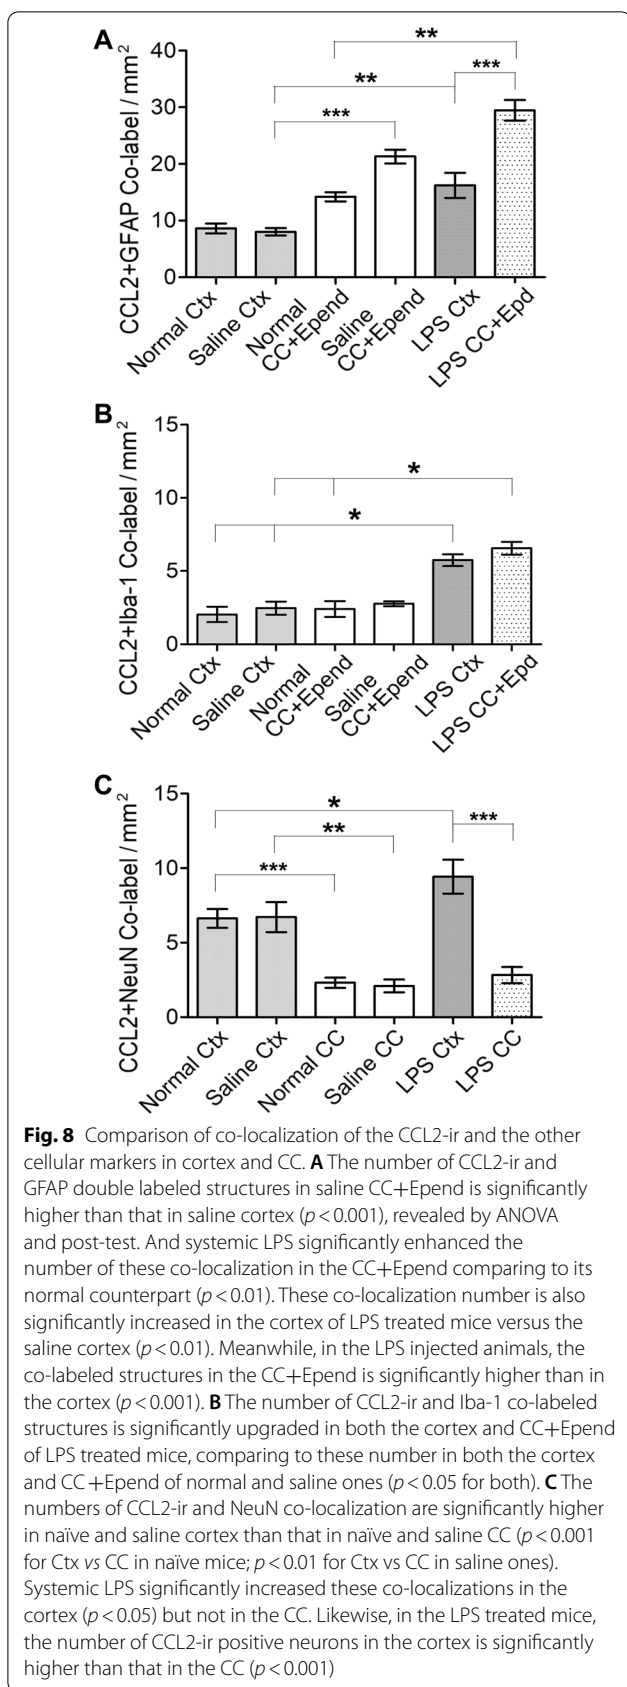 A
**
40
**
***
***
30
20
10
0
CCL2+GFAP Co-label / mm²
Normal Ctx
Saline Ctx
Normal
CC+Epend
Saline
CC+Epend
LPS Ctx
LPS CC+Epd
B
15
*
10
*
5
0
CCL2+Iba-1 Co-label / mm²
Normal Ctx
Saline Ctx
Normal
CC+Epend
Saline
CC+Epend
LPS Ctx
LPS CC+Epd
C
15
*
***
**
10
***
5
0
CCL2+NeuN Co-label / mm²
Normal Ctx
Saline Ctx
Normal CC
Saline CC
LPS Ctx
LPS CC
Fig. 8 Comparison of co-localization of the CCL2-ir and the other
cellular markers in cortex and CC. A The number of CCL2-ir and
GFAP double labeled structures in saline CC+Epend is significantly
higher than that in saline cortex (p < 0.001), revealed by ANOVA
and post-test. And systemic LPS significantly enhanced the
number of these co-localization in the CC+Epend comparing to its
normal counterpart (p < 0.01). These co-localization number is also
significantly increased in the cortex of LPS treated mice versus the
saline cortex (p < 0.01). Meanwhile, in the LPS injected animals, the
co-labeled structures in the CC+Epend is significantly higher than in
the cortex (p < 0.001). B The number of CCL2-ir and Iba-1 co-labeled
structures is significantly upgraded in both the cortex and CC+Epend
of LPS treated mice, comparing to these number in both the cortex
and CC +Epend of normal and saline ones (p < 0.05 for both). C The
numbers of CCL2-ir and NeuN co-localization are significantly higher
in naïve and saline cortex than that in naïve and saline CC (p < 0.001
for Ctx vs CC in naïve mice; p < 0.01 for Ctx vs CC in saline ones).
Systemic LPS significantly increased these co-localizations in the
cortex (p < 0.05) but not in the CC. Likewise, in the LPS treated mice,
the number of CCL2-ir positive neurons in the cortex is significantly
higher than that in the CC (p < 0.001)